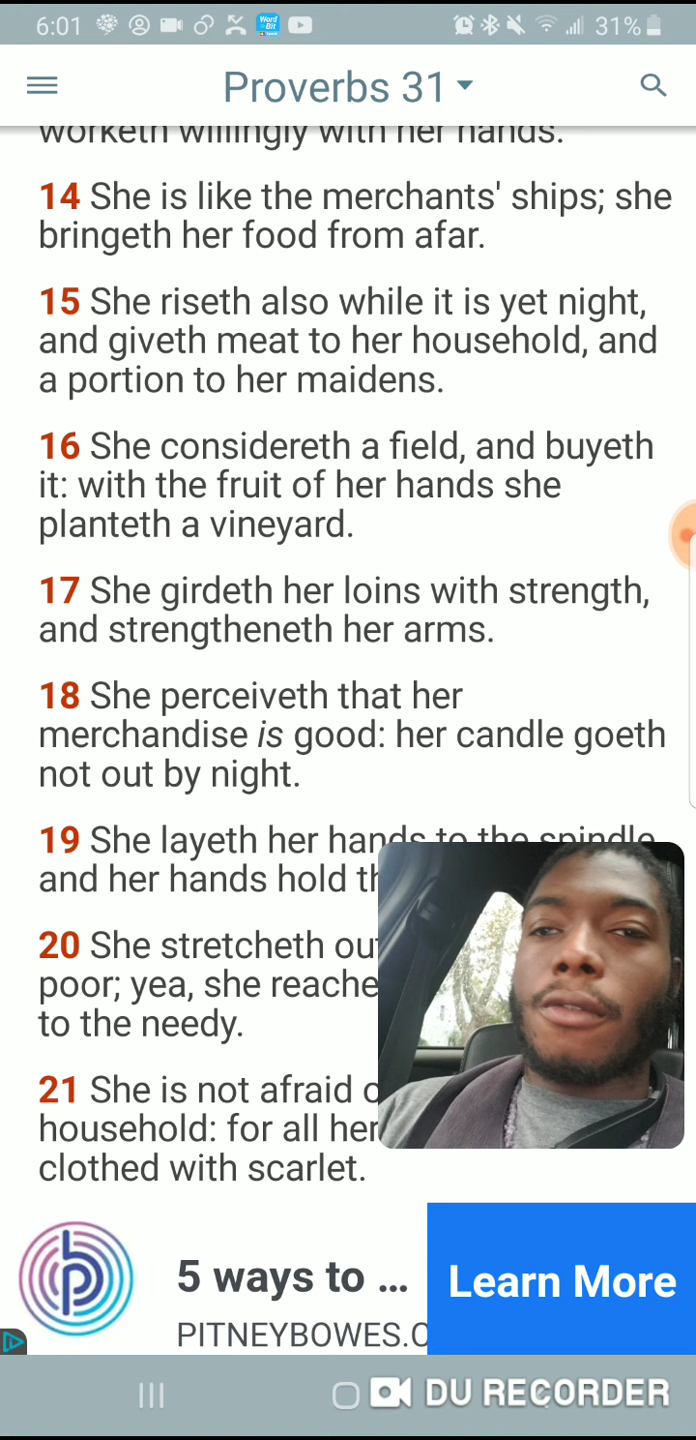 6:01
Word Bit
31%
Proverbs 31
worketh willingly with her hands.
14 She is like the merchants' ships; she
bringeth her food from afar.
15 She riseth also while it is yet night,
and giveth meat to her household, and
a portion to her maidens.
16 She considereth a field, and buyeth
it: with the fruit of her hands she
planteth a vineyard.
17 She girdeth her loins with strength,
and strengtheneth her arms.
18 She perceiveth that her
merchandise is good: her candle goeth
not out by night.
19 She layeth her hands to the spindle
and her hands hold
20 She stretcheth
poor; yea, she
to the needy.
21 She is not afraid
household: for all her
clothed with scarlet.
5 ways to ...
Learn More
PITNEYBOWES.C
DU RECORDER